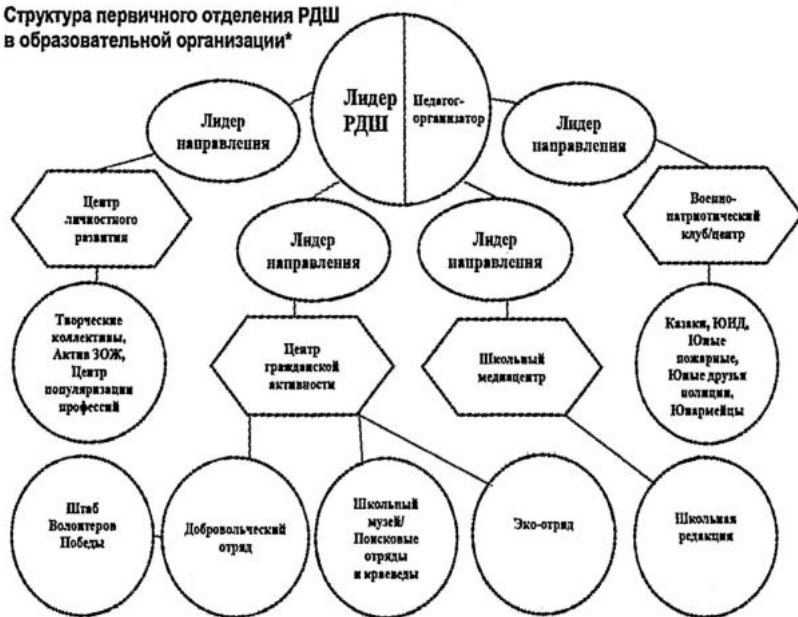 Структура первичного отделения РДШ
в образовательной организации*
Лидер
РДШ
Педагог-
организатор
Лидер
направления
Лидер
направления
Центр
личностного
развития
Лидер
направления
Лидер
направления
Военно-
патриотический
клуб/центр
Творческие
коллективы,
Актив ЗОЖ,
Центр
популяризации
профессий
Центр
гражданской
активности
Школьный
медиацентр
Казаки, ЮИД,
Юные
пожарные,
Юные друзья
полиции,
Юнармейцы
Штаб
Волонтеров
Победы
Добровольческий
отряд
Школьный
музей/
Поисковые
отряды
и краеведы
Эко-отряд
Школьная
редакция